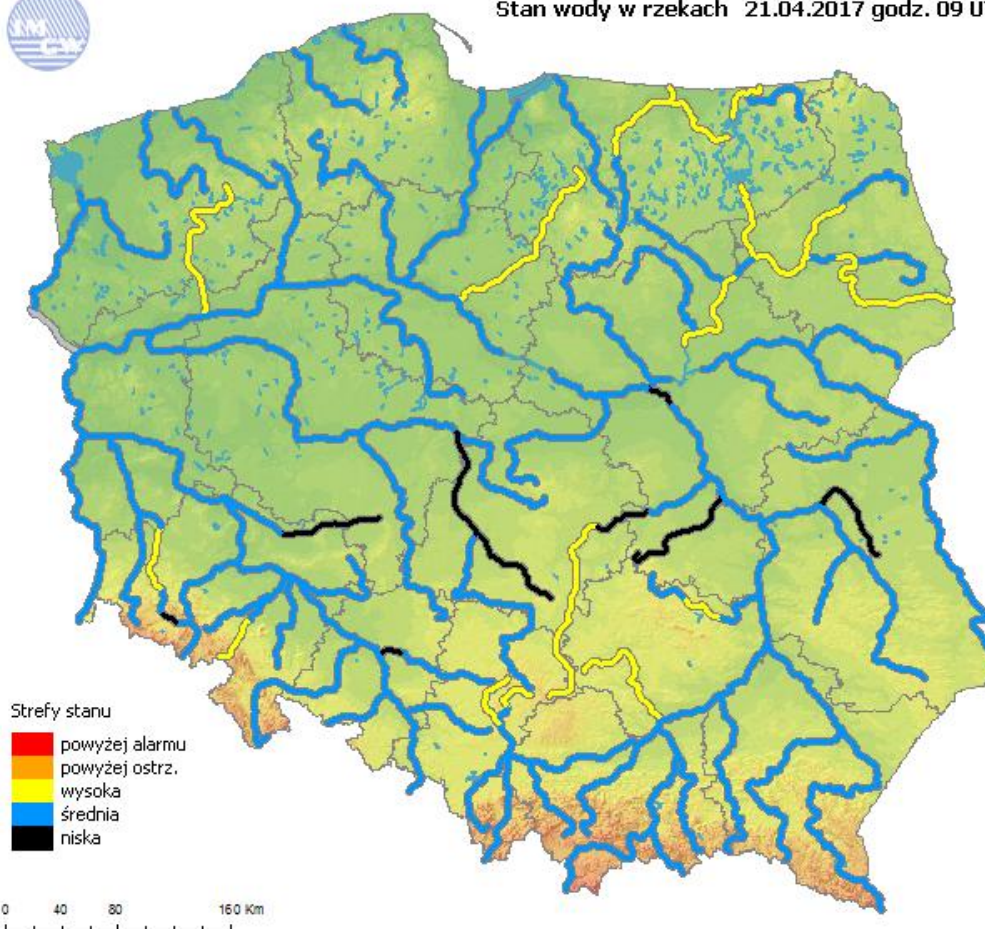 IMGW
Stan wody w rzekach 21.04.2017 godz. 09 U
Strefy stanu
powyżej alarmu
powyżej ostrz.
wysoka
średnia
niska
0 40 80 160 Km